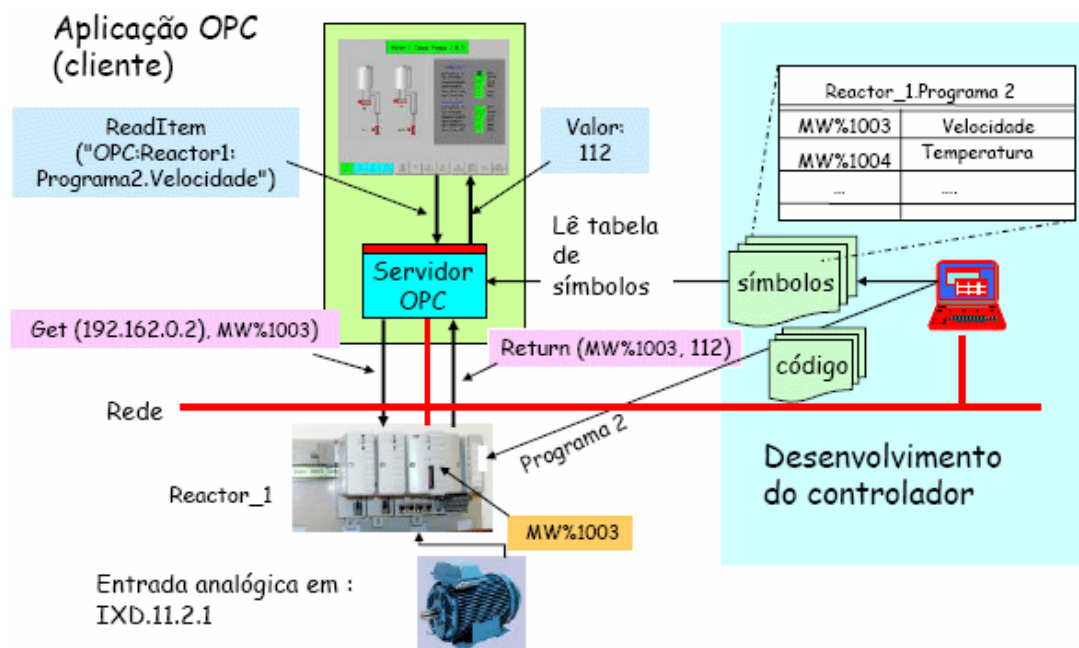 Aplicação OPC
(cliente)
ReadItem
("OPC:Reactor1:
Programa2.Velocidade")
Valor:
112
Reactor_1.Programa 2
MW%1003 Velocidade
MW%1004 Temperatura
... ....
Lê tabela
de
símbolos
Servidor
OPC
símbolos
código
Get (192.162.0.2), MW%1003)
Return (MW%1003, 112)
Rede
Programa 2
Reactor_1
MW%1003
Desenvolvimento
do controlador
Entrada analógica em :
IXD.11.2.1